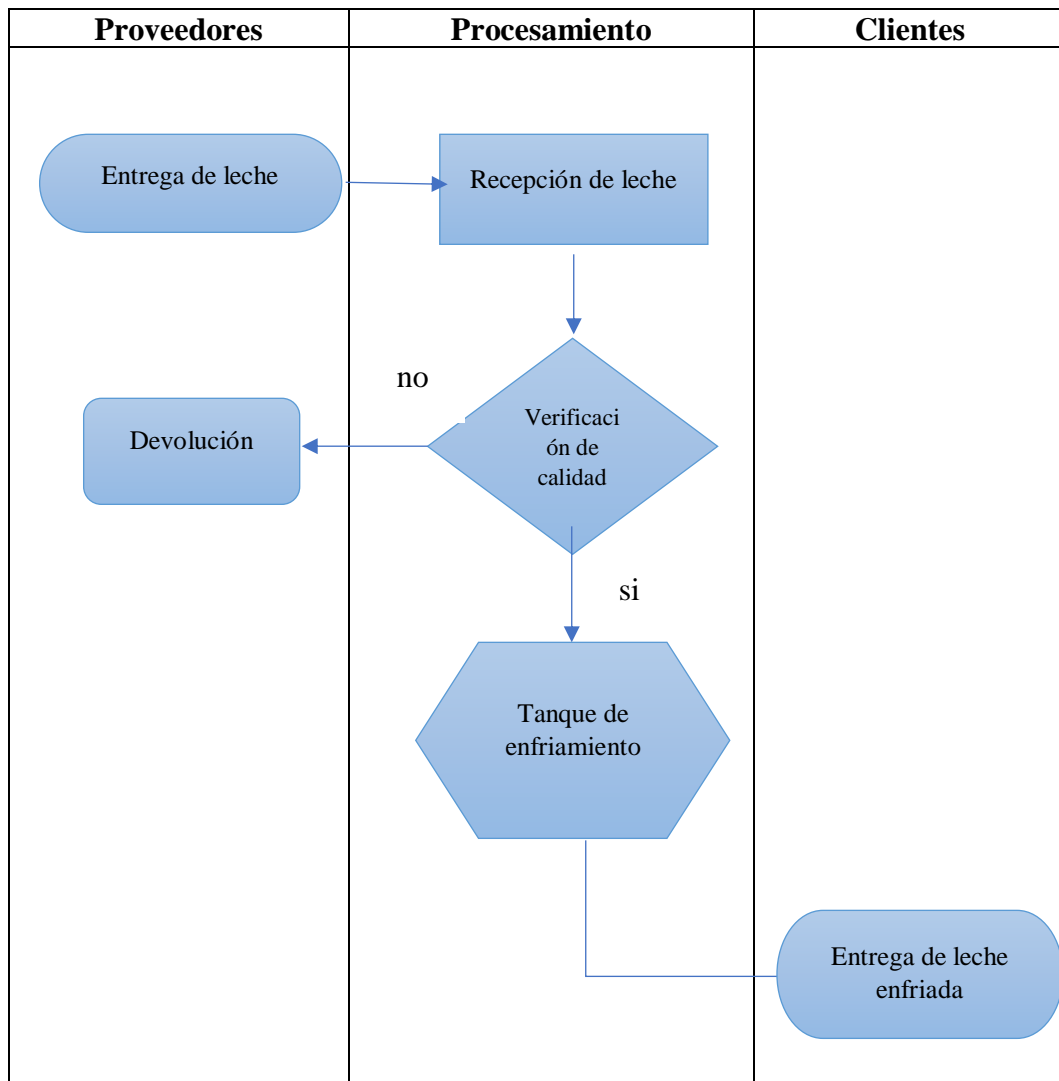 Proveedores
Procesamiento
Clientes
Entrega de leche
Recepción de leche
no
Devolución
Verificaci
ón de
calidad
si
Tanque de
enfriamiento
Entrega de leche
enfriada